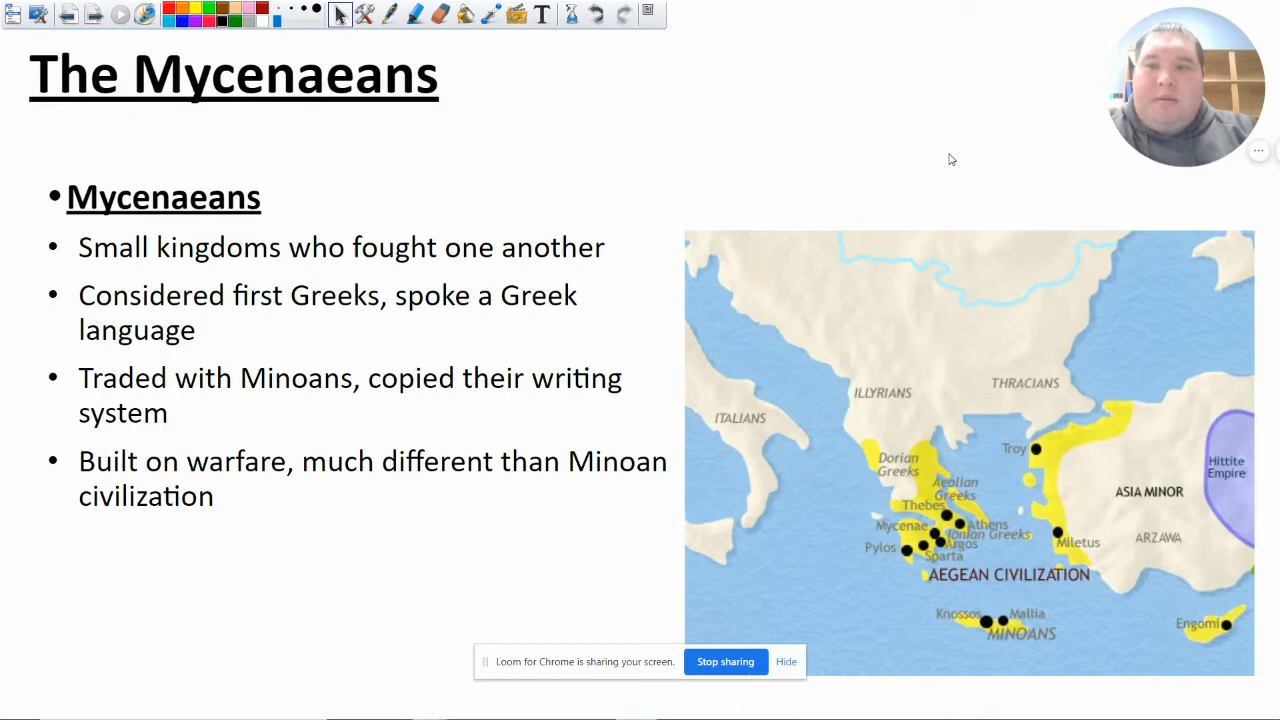 The Mycenaeans
•Mycenaeans
• Small kingdoms who fought one another
• Considered first Greeks, spoke a Greek
language
• Traded with Minoans, copied their writing
system
• Built on warfare, much different than Minoan
civilization
ITALIANS
ILLYRIANS
THRACIANS
Troy
Dorian
Greeks
Aeolian
Greeks
Hittite
Empire
ASIA MINOR
Thebes
Mycenae
Athens
Ionian Greeks
Pylos
Argos
Sparta
Miletus
ARZAWA
AEGEAN CIVILIZATION
Knossos
Mallia
MINOANS
Engomi
Loom for Chrome is sharing your screen.
Stop sharing
Hide